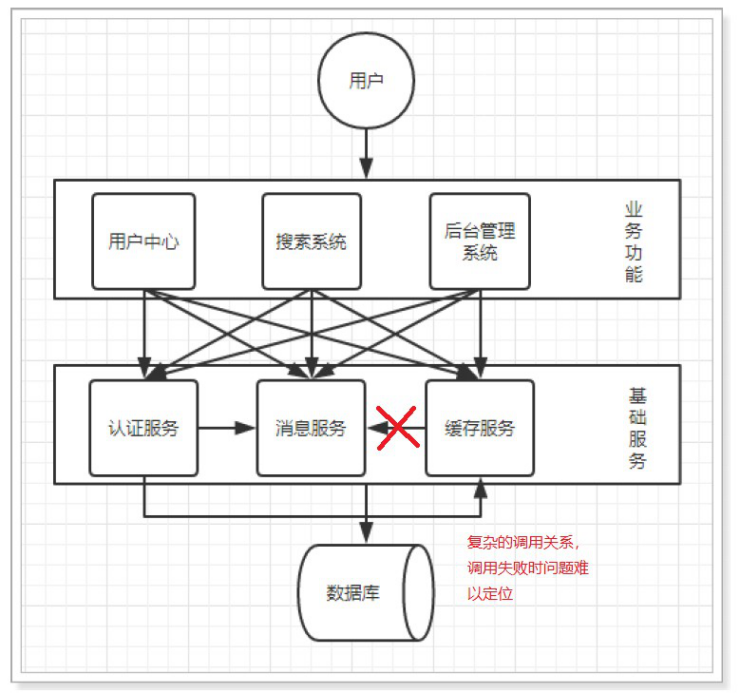 用户
用户中心
搜索系统
后台管理
系统
业
务
功
能
认证服务
消息服务
缓存服务
基
础
服
务
数据库
复杂的调用关系，
调用失败时问题难
以定位